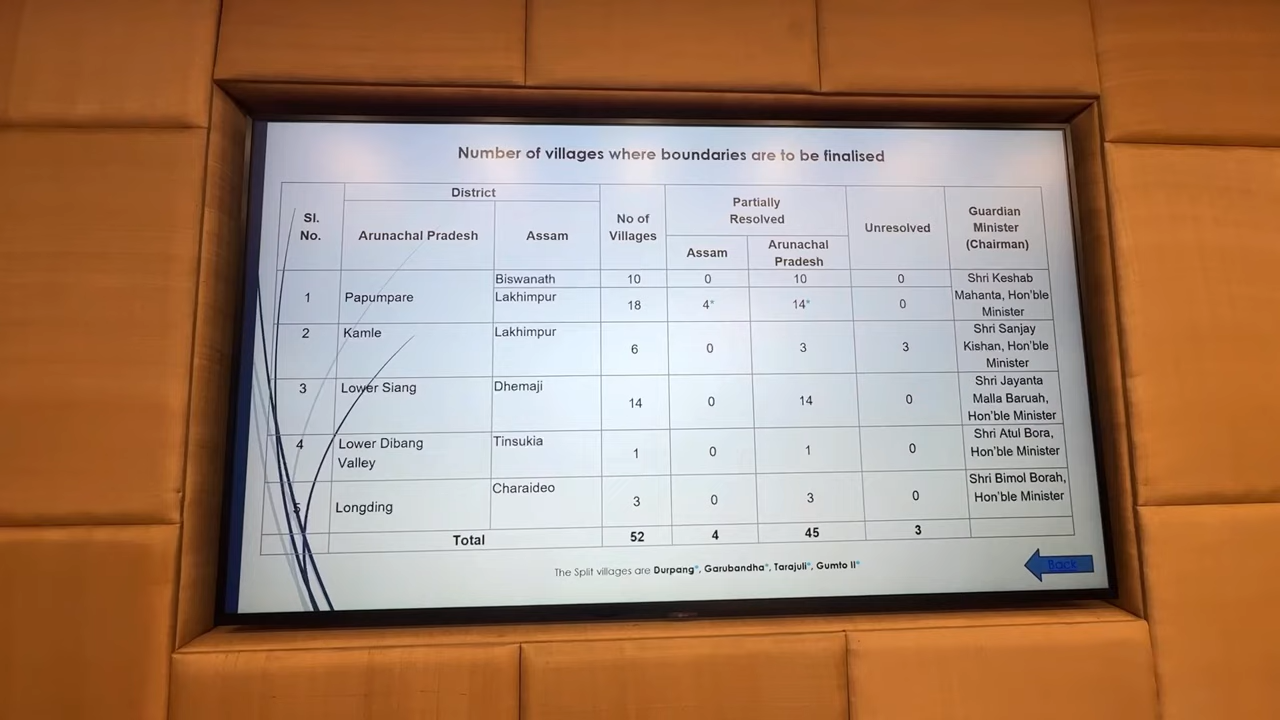 Number of villages where boundaries are to be finalised
Sl. No. District No of Villages Partially Resolved Unresolved Guardian Minister (Chairman)
Arunachal Pradesh Assam Assam Arunachal Pradesh
1 Papumpare Biswanath 10 0 10 0 Shri Keshab Mahanta, Hon'ble Minister
Lakhimpur 18 4* 14* 0
2 Kamle Lakhimpur 6 0 3 3 Shri Sanjay Kishan, Hon'ble Minister
3 Lower Siang Dhemaji 14 0 14 0 Shri Jayanta Malla Baruah, Hon'ble Minister
4 Lower Dibang Valley Tinsukia 1 0 1 0 Shri Atul Bora, Hon'ble Minister
5 Longding Charaideo 3 0 3 0 Shri Bimol Borah, Hon'ble Minister
Total 52 4 45 3
The Split villages are Durpang*, Garubandha*, Tarajuli*, Gumto II*
Back